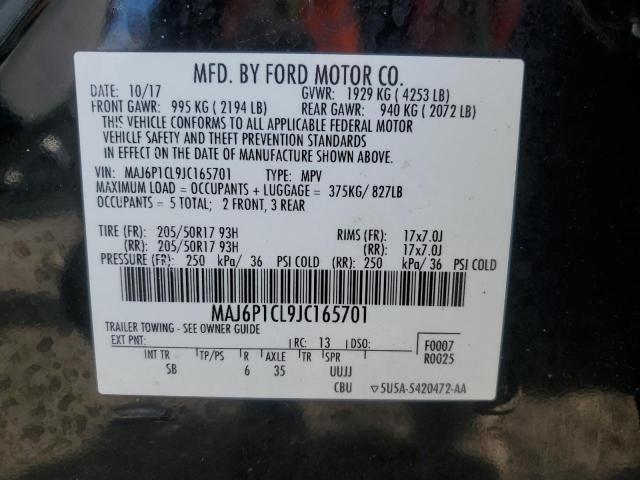 MFD. BY FORD MOTOR CO.
DATE: 10/17 GVWR: 1929 KG ( 4253 LB)
FRONT GAWR: 995 KG ( 2194 LB) REAR GAWR: 940 KG ( 2072 LB)
THIS VEHICLE CONFORMS TO ALL APPLICABLE FEDERAL MOTOR
VEHICLE SAFETY AND THEFT PREVENTION STANDARDS
IN EFFECT ON THE DATE OF MANUFACTURE SHOWN ABOVE.
VIN: MAJ6P1CL9JC165701 TYPE: MPV
MAXIMUM LOAD = OCCUPANTS + LUGGAGE = 375KG/ 827LB
OCCUPANTS = 5 TOTAL; 2 FRONT, 3 REAR
TIRE (FR): 205/50R17 93H RIMS (FR): 17x7.0J
(RR): 205/50R17 93H (RR): 17x7.0J
PRESSURE (FR): 250 kPa/ 36 PSI COLD (RR): 250 kPa/ 36 PSI COLD
MAJ6P1CL9JC165701
TRAILER TOWING - SEE OWNER GUIDE
EXT PNT: RC: 13 DSO: F0007
R0025
INT TR TP/PS R AXLE TR SPR
SB 6 35 UUJJ
CBU ▽5U5A-5420472-AA